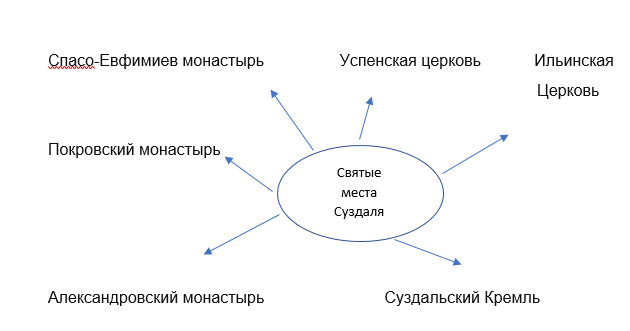 Спасо-Евфимиев монастырь
Успенская церковь
Ильинская
Церковь
Покровский монастырь
Святые
места
Суздаля
Александровский монастырь
Суздальский Кремль